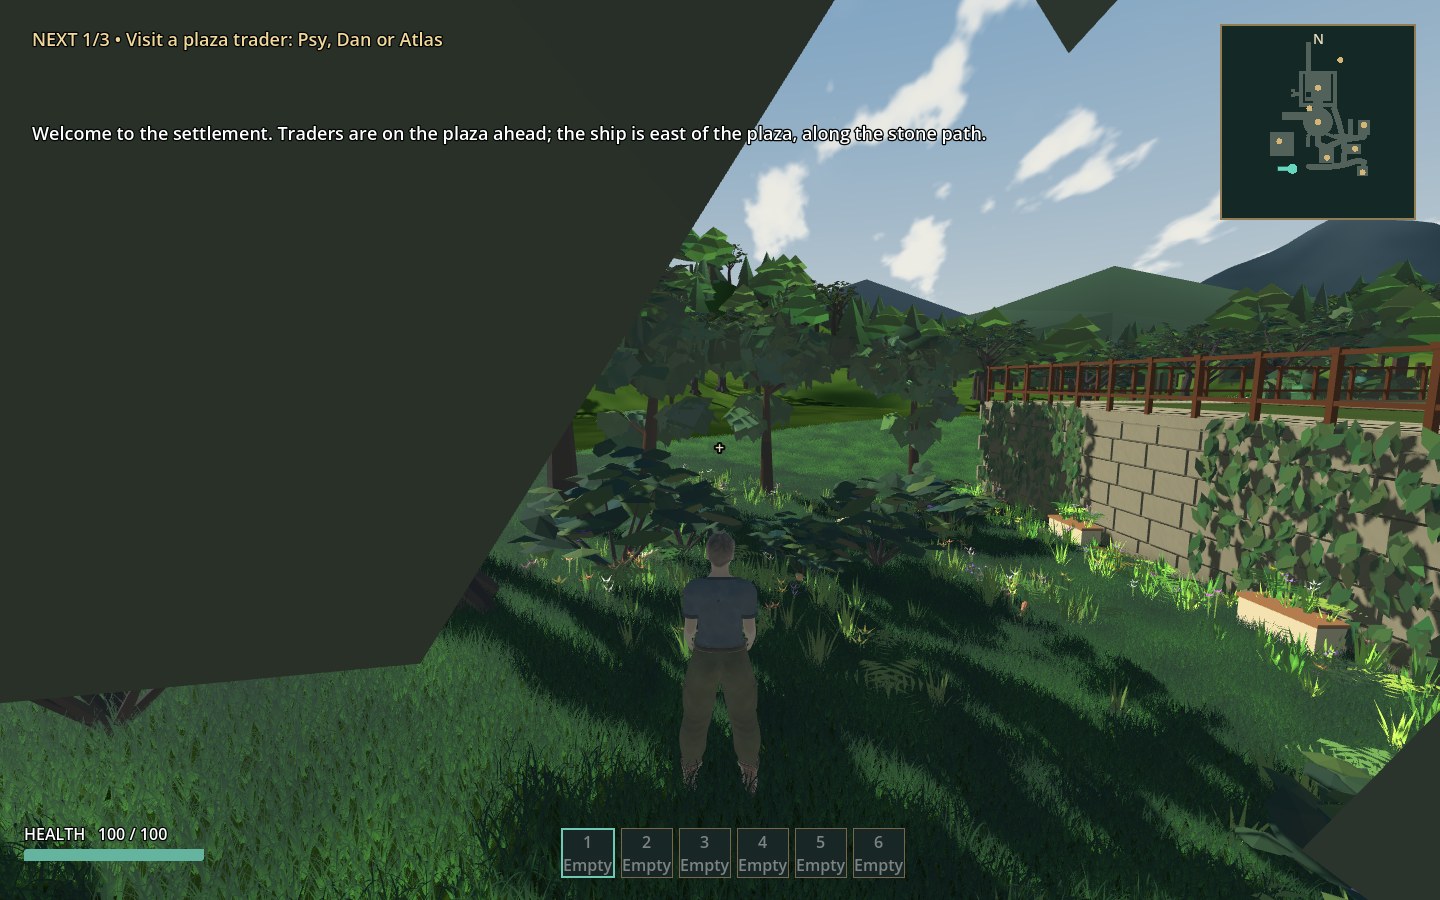 NEXT 1/3 • Visit a plaza trader: Psy, Dan or Atlas
N
Welcome to the settlement. Traders are on the plaza ahead; the ship is east of the plaza, along the stone path.
HEALTH 100 / 100
1 2 3 4 5 6
Empty Empty Empty Empty Empty Empty